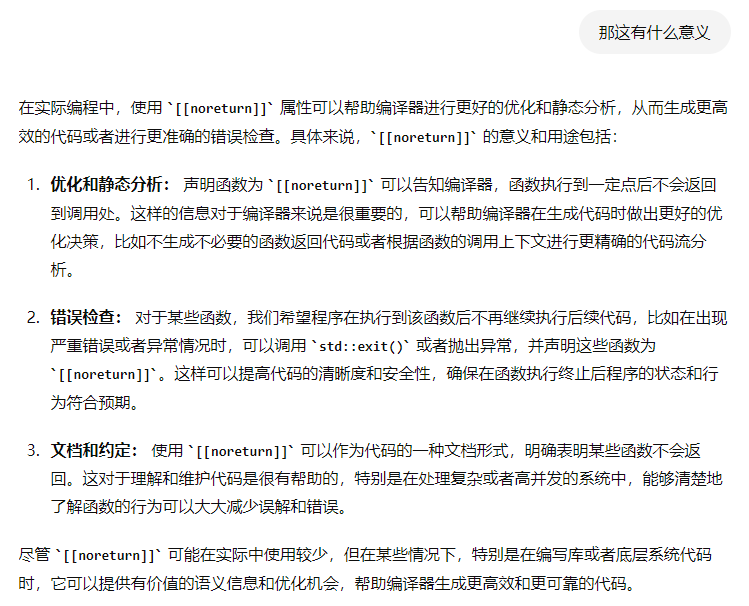 那这有什么意义
在实际编程中，使用 `[[noreturn]]` 属性可以帮助编译器进行更好的优化和静态分析，从而生成更高
效的代码或者进行更准确的错误检查。具体来说，`[[noreturn]]` 的意义和用途包括：
1. 优化和静态分析： 声明函数为 `[[noreturn]]` 可以告知编译器，函数执行到一定点后不会返回
到调用处。这样的信息对于编译器来说是很重要的，可以帮助编译器在生成代码时做出更好的优
化决策，比如不生成不必要的函数返回代码或者根据函数的调用上下文进行更精确的代码流分
析。
2. 错误检查： 对于某些函数，我们希望程序在执行到该函数后不再继续执行后续代码，比如在出现
严重错误或者异常情况时，可以调用 `std::exit()` 或者抛出异常，并声明这些函数为
`[[noreturn]]`。这样可以提高代码的清晰度和安全性，确保在函数执行终止后程序的状态和行
为符合预期。
3. 文档和约定： 使用 `[[noreturn]]` 可以作为代码的一种文档形式，明确表明某些函数不会返
回。这对于理解和维护代码是很有帮助的，特别是在处理复杂或者高并发的系统中，能够清楚地
了解函数的行为可以大大减少误解和错误。
尽管 `[[noreturn]]` 可能在实际中使用较少，但在某些情况下，特别是在编写库或者底层系统代码
时，它可以提供有价值的语义信息和优化机会，帮助编译器生成更高效和更可靠的代码。